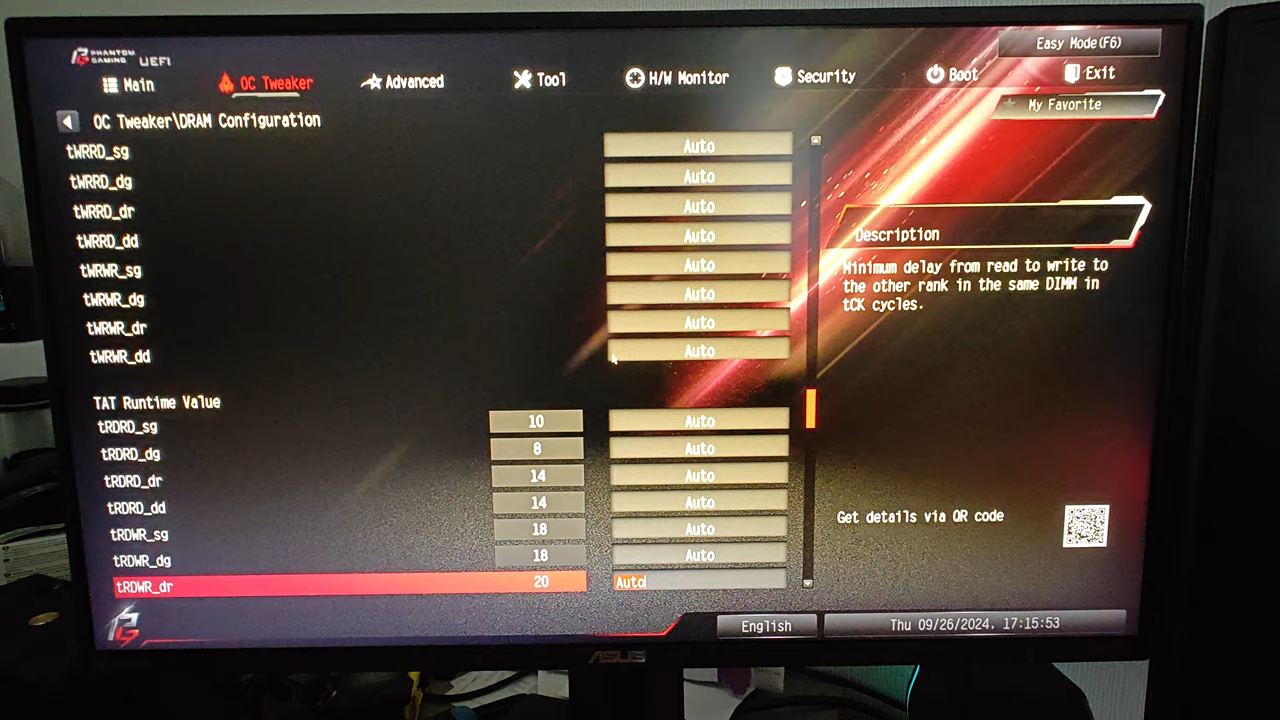 PHANTOM GAMING UEFI
Easy Mode(F6)
Main OC Tweaker Advanced Tool H/W Monitor Security Boot Exit
My Favorite
OC Tweaker\DRAM Configuration
tWRRD_sg Auto
tWRRD_dg Auto
tWRRD_dr Auto
tWRRD_dd Auto
tWRWR_sg Auto
tWRWR_dg Auto
tWRWR_dr Auto
tWRWR_dd Auto
TAT Runtime Value
tRDRD_sg 10 Auto
tRDRD_dg 8 Auto
tRDRD_dr 14 Auto
tRDRD_dd 14 Auto
tRDWR_sg 18 Auto
tRDWR_dg 18 Auto
tRDWR_dr 20 Auto
Description
Minimum delay from read to write to
the other rank in the same DIMM in
tCK cycles.
Get details via QR code
English
Thu 09/26/2024. 17:15:53
ASUS